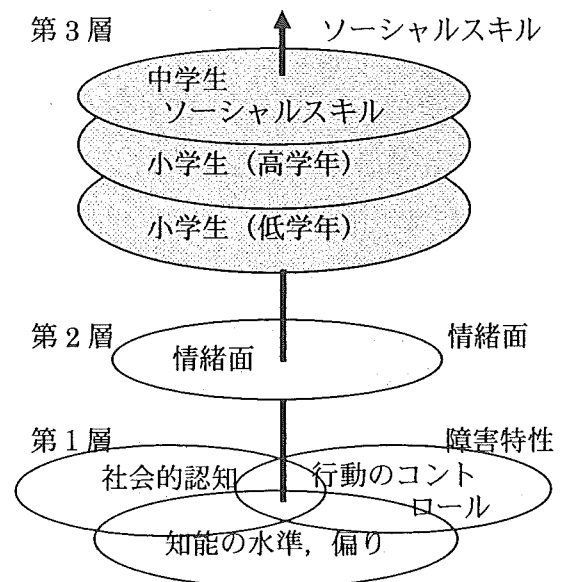 第3層 ソーシャルスキル
中学生
ソーシャルスキル
小学生（高学年）
小学生（低学年）
第2層 情緒面
情緒面
第1層 障害特性
社会的認知 行動のコント
ロール
知能の水準，偏り